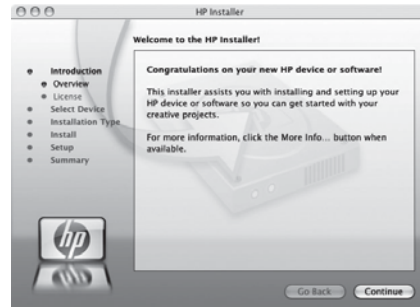 HP Installer
Welcome to the HP Installer!
Introduction
Overview
License
Select Device
Installation Type
Install
Setup
Summary
Congratulations on your new HP device or software!
This installer assists you with installing and setting up your
HP device or software so you can get started with your
creative projects.
For more information, click the More Info... button when
available.
hp
Go Back
Continue